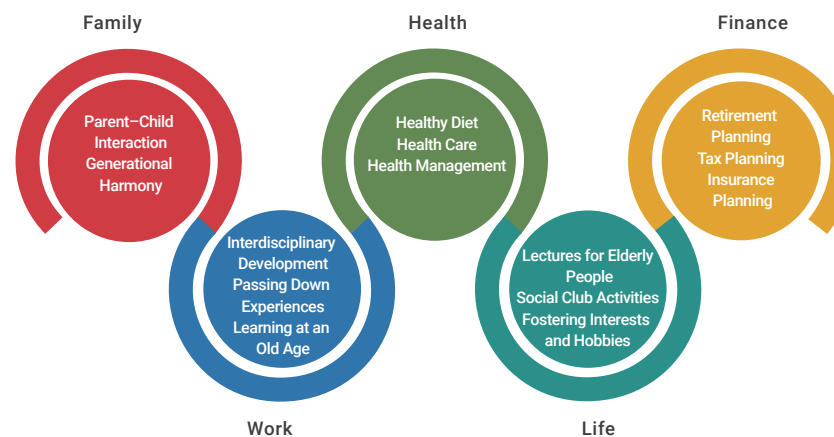 Family
Parent–Child
Interaction
Generational
Harmony
Interdisciplinary
Development
Passing Down
Experiences
Learning at an
Old Age
Work
Health
Healthy Diet
Health Care
Health Management
Lectures for Elderly
People
Social Club Activities
Fostering Interests
and Hobbies
Life
Finance
Retirement
Planning
Tax Planning
Insurance
Planning